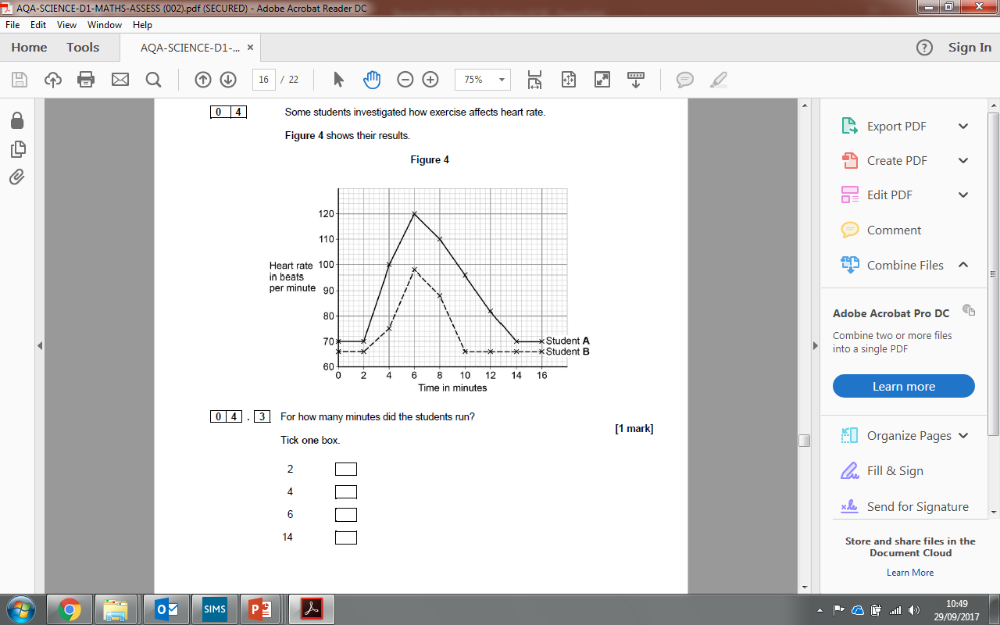 AQA-SCIENCE-D1-MATHS-ASSESS (002).pdf (SECURED) - Adobe Acrobat Reader DC
File Edit View Window Help
Home Tools AQA-SCIENCE-D1-... × ? Sign In
16 / 22 75%
0 4 Some students investigated how exercise affects heart rate.
Figure 4 shows their results.
Figure 4
120
110
100
90
80
70
60
Heart rate
in beats
per minute
Student A
Student B
0 2 4 6 8 10 12 14 16
Time in minutes
0 4 . 3 For how many minutes did the students run?
[1 mark]
Tick one box.
2
4
6
14
Export PDF
Create PDF
Edit PDF
Comment
Combine Files
Adobe Acrobat Pro DC
Combine two or more files
into a single PDF
Learn more
Organize Pages
Fill & Sign
Send for Signature
Store and share files in the
Document Cloud
Learn More
SIMS
10:49
29/09/2017